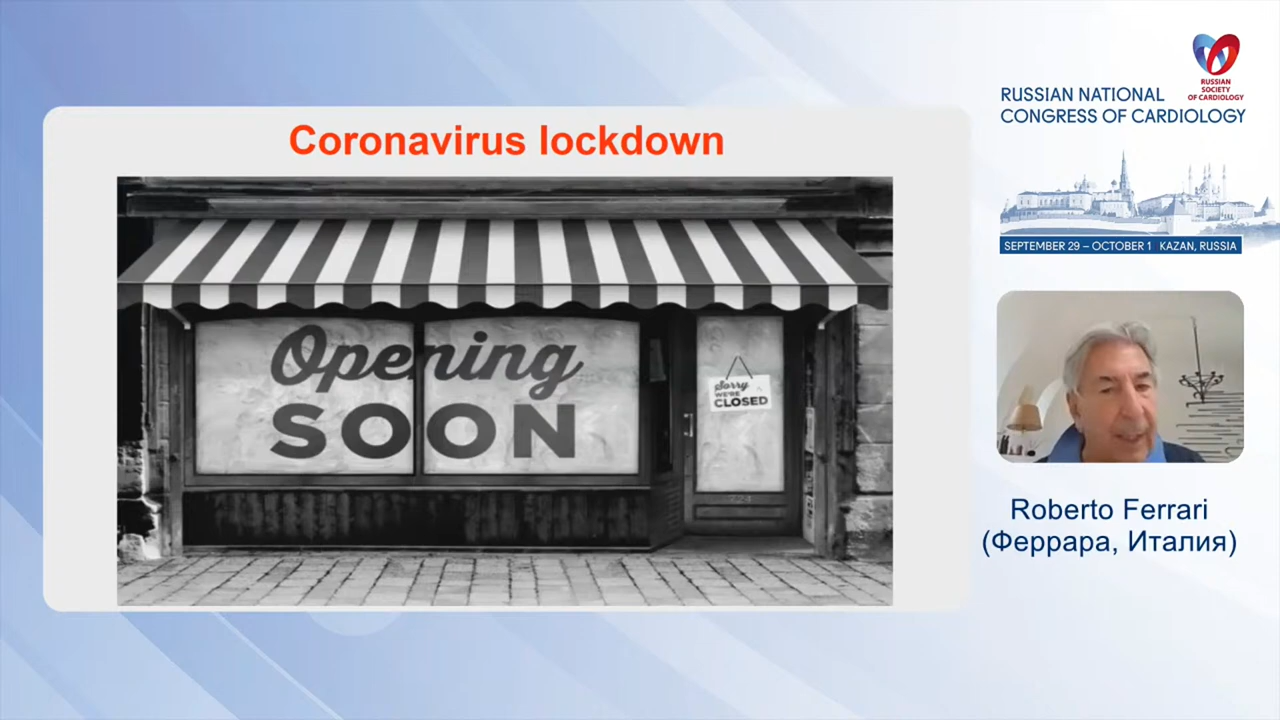 Coronavirus lockdown
Opening
SOON
Sorry
WE'RE
CLOSED
RUSSIAN
SOCIETY
OF CARDIOLOGY
RUSSIAN NATIONAL
CONGRESS OF CARDIOLOGY
SEPTEMBER 29 – OCTOBER 1 KAZAN, RUSSIA
Roberto Ferrari
(Феррара, Италия)